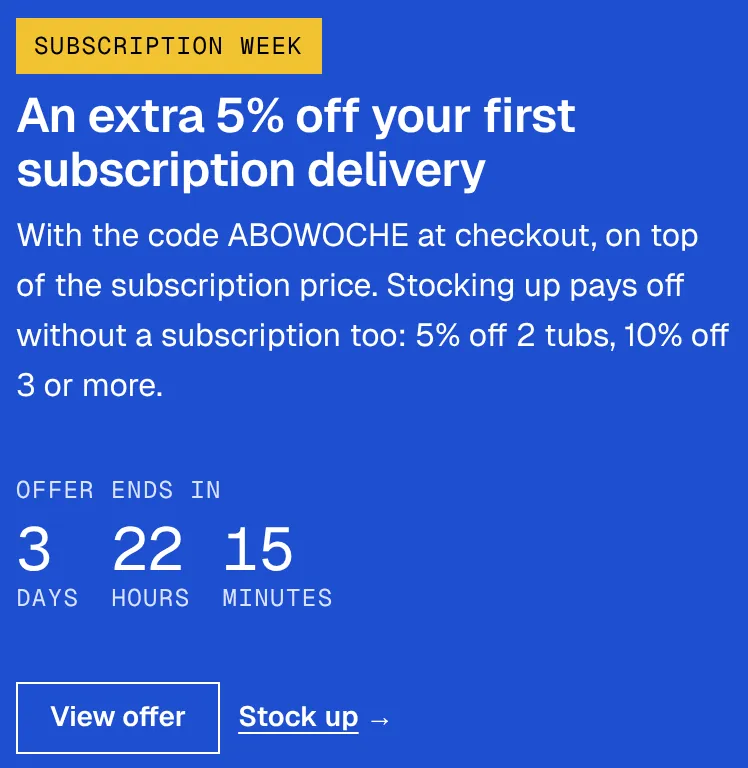 SUBSCRIPTION WEEK
An extra 5% off your first
subscription delivery
With the code ABOWOCHE at checkout, on top
of the subscription price. Stocking up pays off
without a subscription too: 5% off 2 tubs, 10% off
3 or more.
OFFER ENDS IN
3 22 15
DAYS HOURS MINUTES
View offer Stock up →